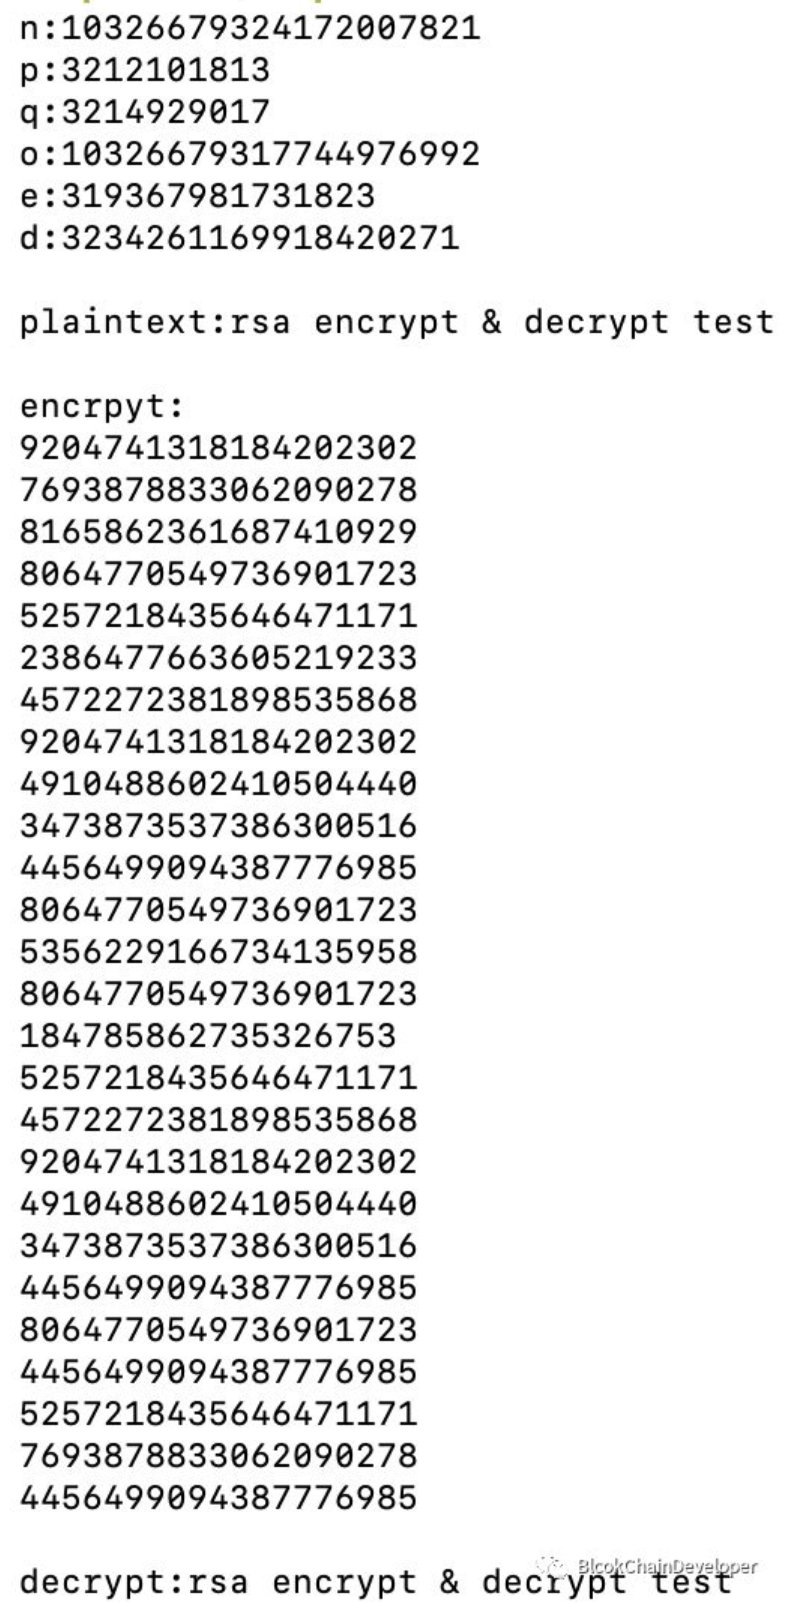 n:10326679324172007821
p:3212101813
q:3214929017
o:10326679317744976992
e:319367981731823
d:3234261169918420271
plaintext:rsa encrypt & decrypt test
encrpyt:
9204741318184202302
7693878833062090278
8165862361687410929
8064770549736901723
5257218435646471171
2386477663605219233
4572272381898535868
9204741318184202302
4910488602410504440
3473873537386300516
4456499094387776985
8064770549736901723
5356229166734135958
8064770549736901723
184785862735326753
5257218435646471171
4572272381898535868
9204741318184202302
4910488602410504440
3473873537386300516
4456499094387776985
8064770549736901723
4456499094387776985
5257218435646471171
7693878833062090278
4456499094387776985
BlcokChainDeveloper
decrypt:rsa encrypt & decrypt test